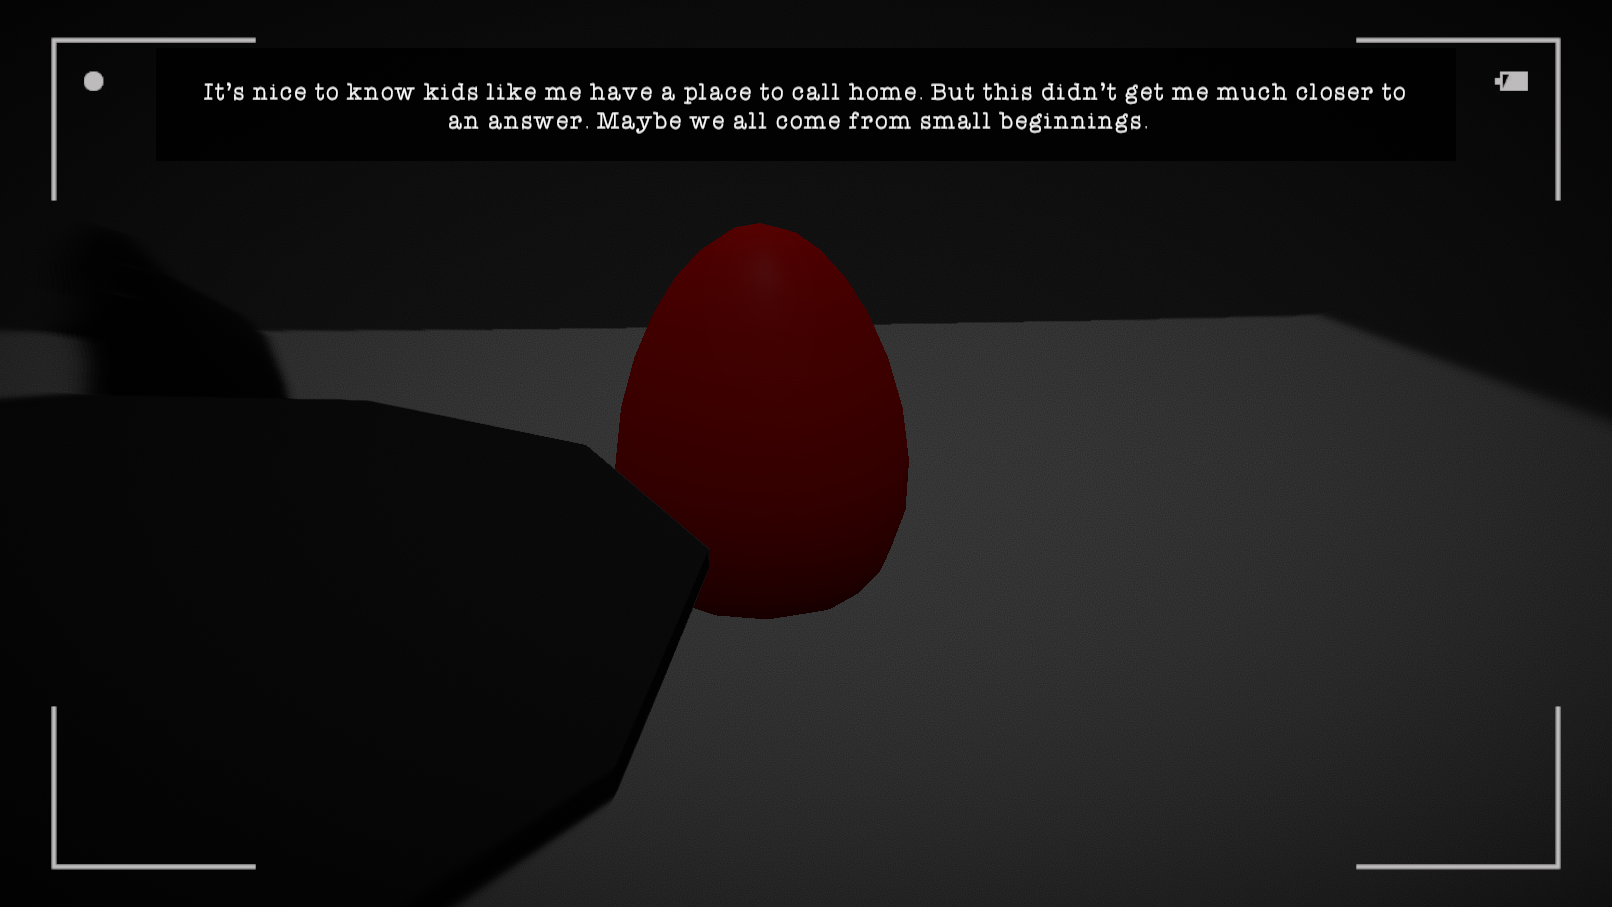 It's nice to know kids like me have a place to call home. But this didn't get me much closer to
an answer. Maybe we all come from small beginnings.